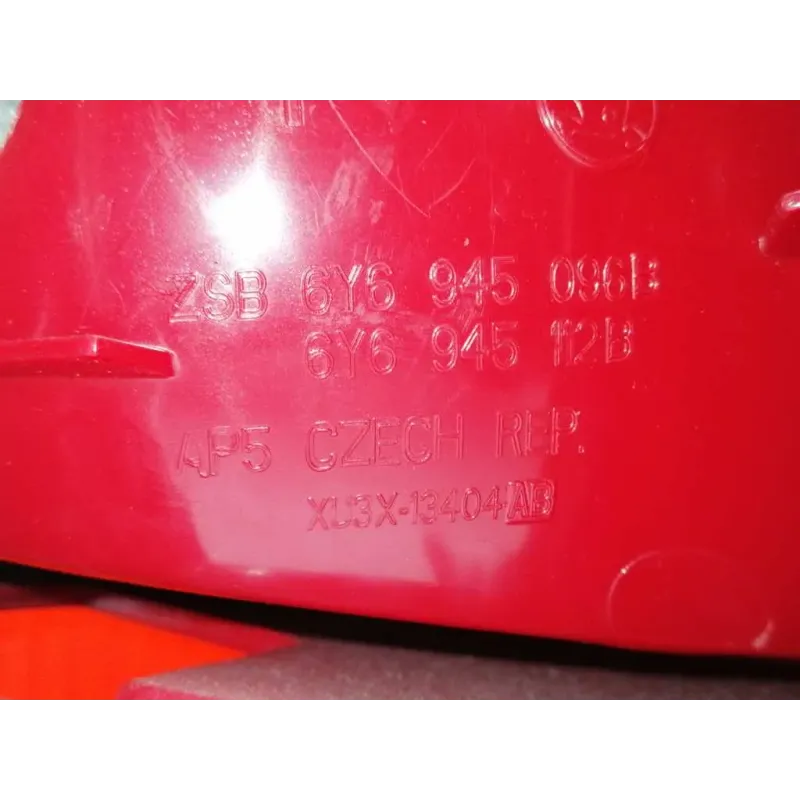 ZSB 6Y6 945 096B
6Y6 945 112B
AP5 CZECH REP.
XU3X-13404AB